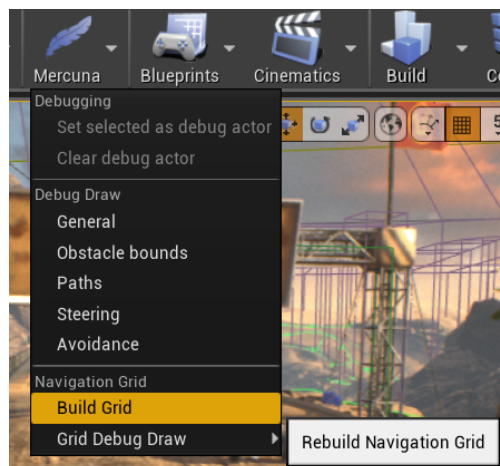 Mercuna
Blueprints
Cinematics
Build
Debugging
Set selected as debug actor
Clear debug actor
Debug Draw
General
Obstacle bounds
Paths
Steering
Avoidance
Navigation Grid
Build Grid
Grid Debug Draw
Rebuild Navigation Grid